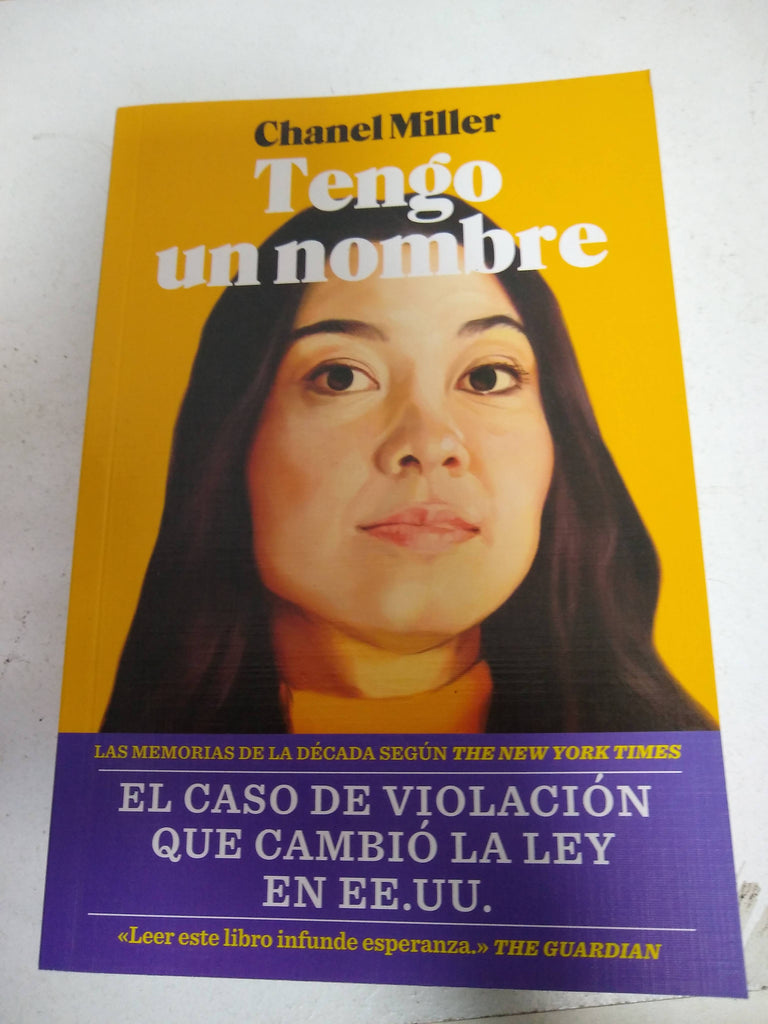 Chanel Miller
Tengo
un nombre
LAS MEMORIAS DE LA DÉCADA SEGÚN THE NEW YORK TIMES
EL CASO DE VIOLACIÓN
QUE CAMBIÓ LA LEY
EN EE.UU.
«Leer este libro infunde esperanza.» THE GUARDIAN